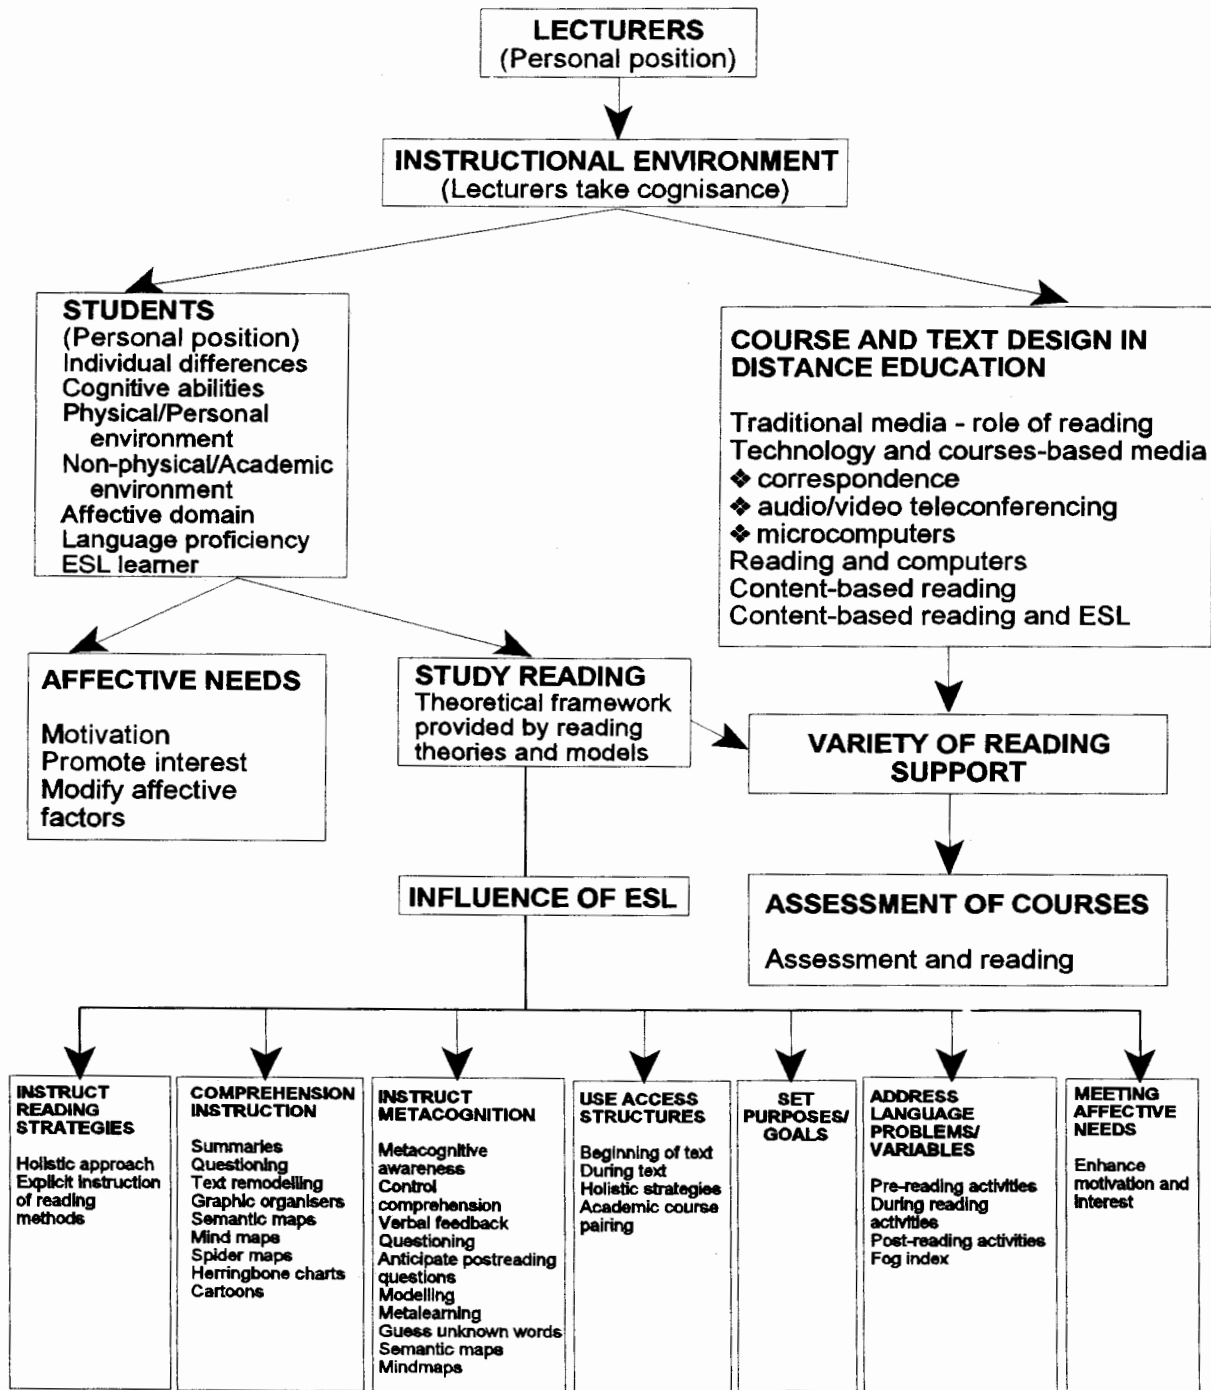 LECTURERS
(Personal position)
INSTRUCTIONAL ENVIRONMENT
(Lecturers take cognisance)
STUDENTS
(Personal position)
Individual differences
Cognitive abilities
Physical/Personal
environment
Non-physical/Academic
environment
Affective domain
Language proficiency
ESL learner
COURSE AND TEXT DESIGN IN
DISTANCE EDUCATION
Traditional media - role of reading
Technology and courses-based media
❖ correspondence
❖ audio/video teleconferencing
❖ microcomputers
Reading and computers
Content-based reading
Content-based reading and ESL
AFFECTIVE NEEDS
Motivation
Promote interest
Modify affective
factors
STUDY READING
Theoretical framework
provided by reading
theories and models
VARIETY OF READING
SUPPORT
INFLUENCE OF ESL
ASSESSMENT OF COURSES
Assessment and reading
INSTRUCT
READING
STRATEGIES
Holistic approach
Explicit instruction
of reading
methods
COMPREHENSION
INSTRUCTION
Summaries
Questioning
Text remodelling
Graphic organisers
Semantic maps
Mind maps
Spider maps
Herringbone charts
Cartoons
INSTRUCT
METACOGNITION
Metacognitive
awareness
Control
comprehension
Verbal feedback
Questioning
Anticipate postreading
questions
Modelling
Metalearning
Guess unknown words
Semantic maps
Mindmaps
USE ACCESS
STRUCTURES
Beginning of text
During text
Holistic strategies
Academic course
pairing
SET
PURPOSES/
GOALS
ADDRESS
LANGUAGE
PROBLEMS/
VARIABLES
Pre-reading activities
During reading
activities
Post-reading activities
Fog index
MEETING
AFFECTIVE
NEEDS
Enhance
motivation and
interest